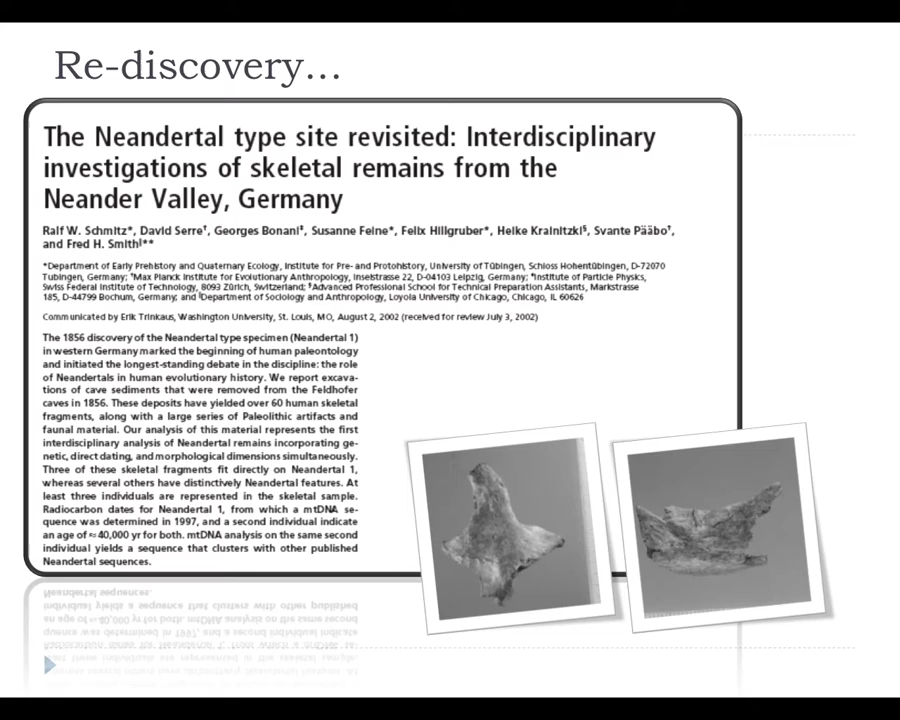 Re-discovery…
The Neandertal type site revisited: Interdisciplinary
investigations of skeletal remains from the
Neander Valley, Germany
Ralf W. Schmitz*, David Serre†, Georges Bonani‡, Susanne Feine*, Felix Hillgruber*, Heike Krainitzki§, Svante Pääbo†,
and Fred H. Smith¶**
*Department of Early Prehistory and Quaternary Ecology, Institute for Pre- and Protohistory, University of Tübingen, Schloss Hohentübingen, D-72070
Tubingen, Germany; †Max Planck Institute for Evolutionary Anthropology, Inselstrasse 22, D-04103 Leipzig, Germany; ‡Institute of Particle Physics,
Swiss Federal Institute of Technology, 8093 Zürich, Switzerland; §Advanced Professional School for Technical Preparation Assistants, Markstrasse
185, D-44799 Bochum, Germany; and ¶Department of Sociology and Anthropology, Loyola University of Chicago, Chicago, IL 60626
Communicated by Erik Trinkaus, Washington University, St. Louis, MO, August 2, 2002 (received for review July 3, 2002)
The 1856 discovery of the Neandertal type specimen (Neandertal 1)
in western Germany marked the beginning of human paleontology
and initiated the longest-standing debate in the discipline: the role
of Neandertals in human evolutionary history. We report excava-
tions of cave sediments that were removed from the Feldhofer
caves in 1856. These deposits have yielded over 60 human skeletal
fragments, along with a large series of Paleolithic artifacts and
faunal material. Our analysis of this material represents the first
interdisciplinary analysis of Neandertal remains incorporating ge-
netic, direct dating, and morphological dimensions simultaneously.
Three of these skeletal fragments fit directly on Neandertal 1,
whereas several others have distinctively Neandertal features. At
least three individuals are represented in the skeletal sample.
Radiocarbon dates for Neandertal 1, from which a mtDNA se-
quence was determined in 1997, and a second individual indicate
an age of ≈40,000 yr for both. mtDNA analysis on the same second
individual yields a sequence that clusters with other published
Neandertal sequences.